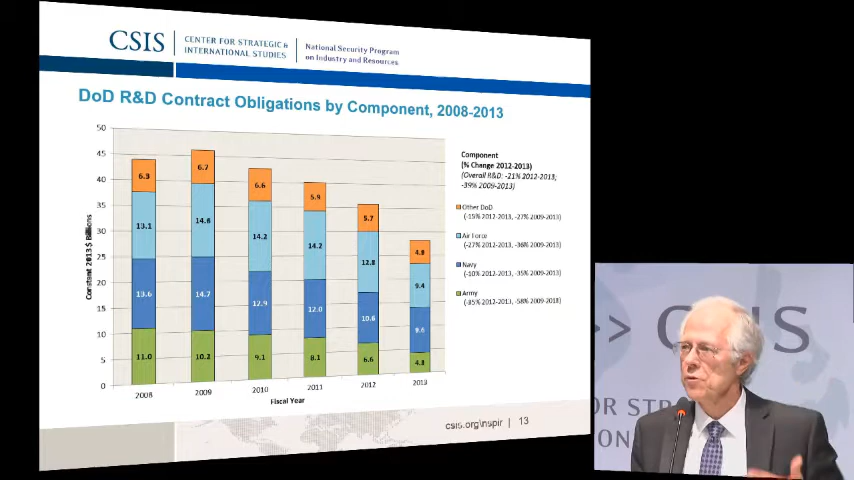 CSIS
CENTER FOR STRATEGIC &
INTERNATIONAL STUDIES
National Security Program
on Industry and Resources
DoD R&D Contract Obligations by Component, 2008-2013
50
45
40
35
30
25
20
15
10
5
0
Constant 2013 $ Billions
6.7
14.6
14.7
10.2
6.6
14.2
12.9
9.1
5.9
14.2
12.0
8.1
5.7
12.8
10.6
6.6
4.9
9.4
9.6
13.1
13.6
11.0
2008
2009
2010
2011
2012
2013
Fiscal Year
Component
(% Change 2012-2013)
(Overall R&D: -21% 2012-2013;
-39% 2009-2013)
Other DoD
(-15% 2012-2013, -27% 2009-2013)
Air Force
(-27% 2012-2013, -36% 2009-2013)
Navy
(-10% 2012-2013, -35% 2009-2013)
Army
2012-2013, -58% 2009-2013)
csis.org\nspir | 13
>> CSIS
OR STR